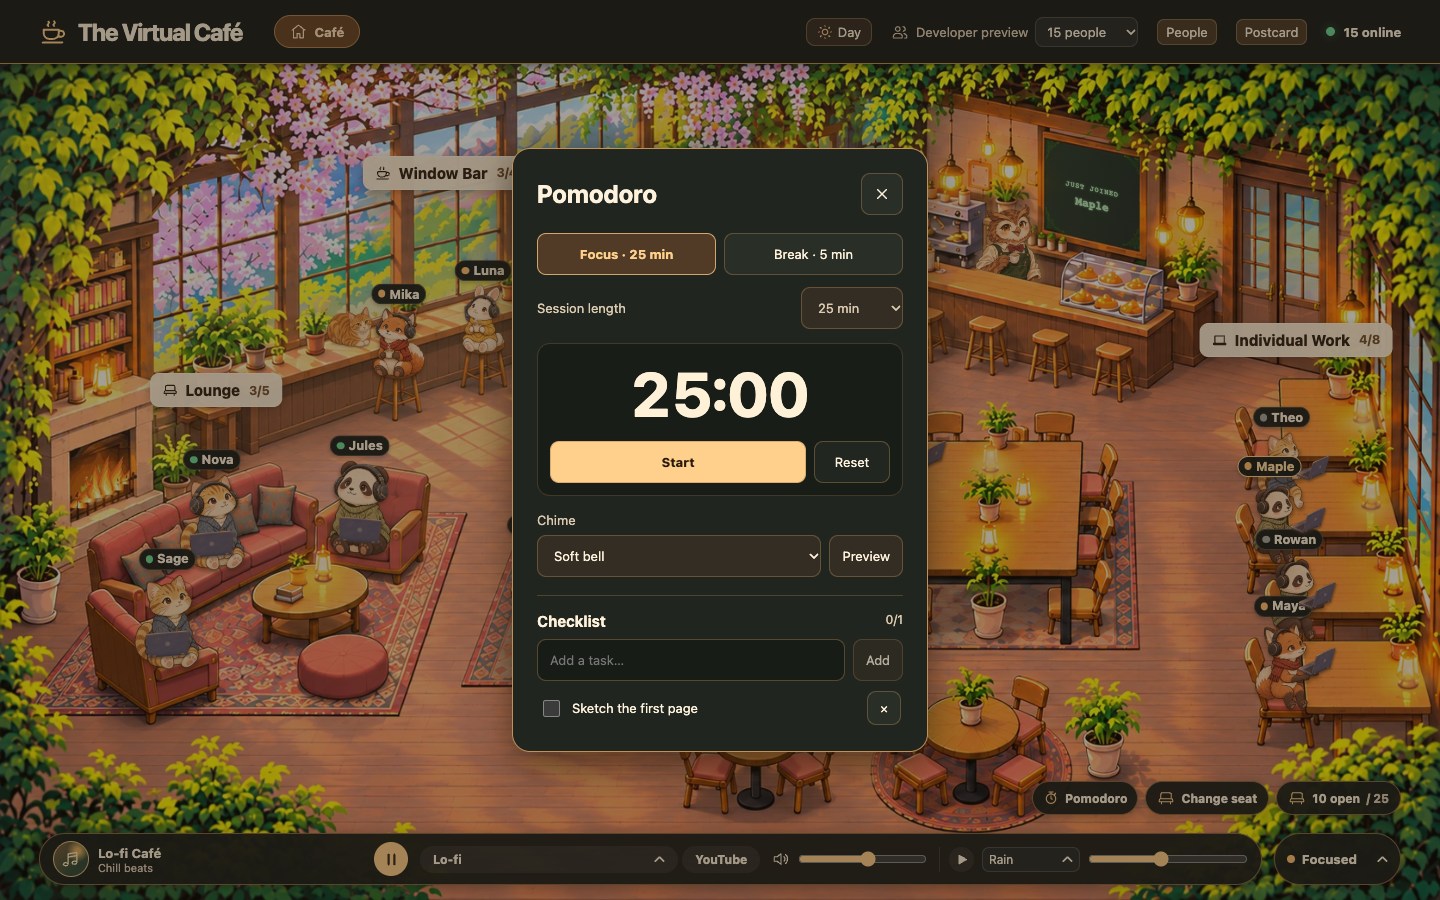 The Virtual Café
Café
Day
Developer preview
15 people
People
Postcard
15 online
Window Bar 3/
Pomodoro
Focus · 25 min
Break · 5 min
Session length
25 min
25:00
Start
Reset
Chime
Soft bell
Preview
Checklist
0/1
Add a task...
Add
Sketch the first page
JUST JOINED
Maple
Luna
Mika
Lounge 3/5
Jules
Nova
Sage
Individual Work 4/8
Theo
Maple
Rowan
Maya
Pomodoro
Change seat
10 open / 25
Lo-fi Café
Chill beats
Lo-fi
YouTube
Rain
Focused